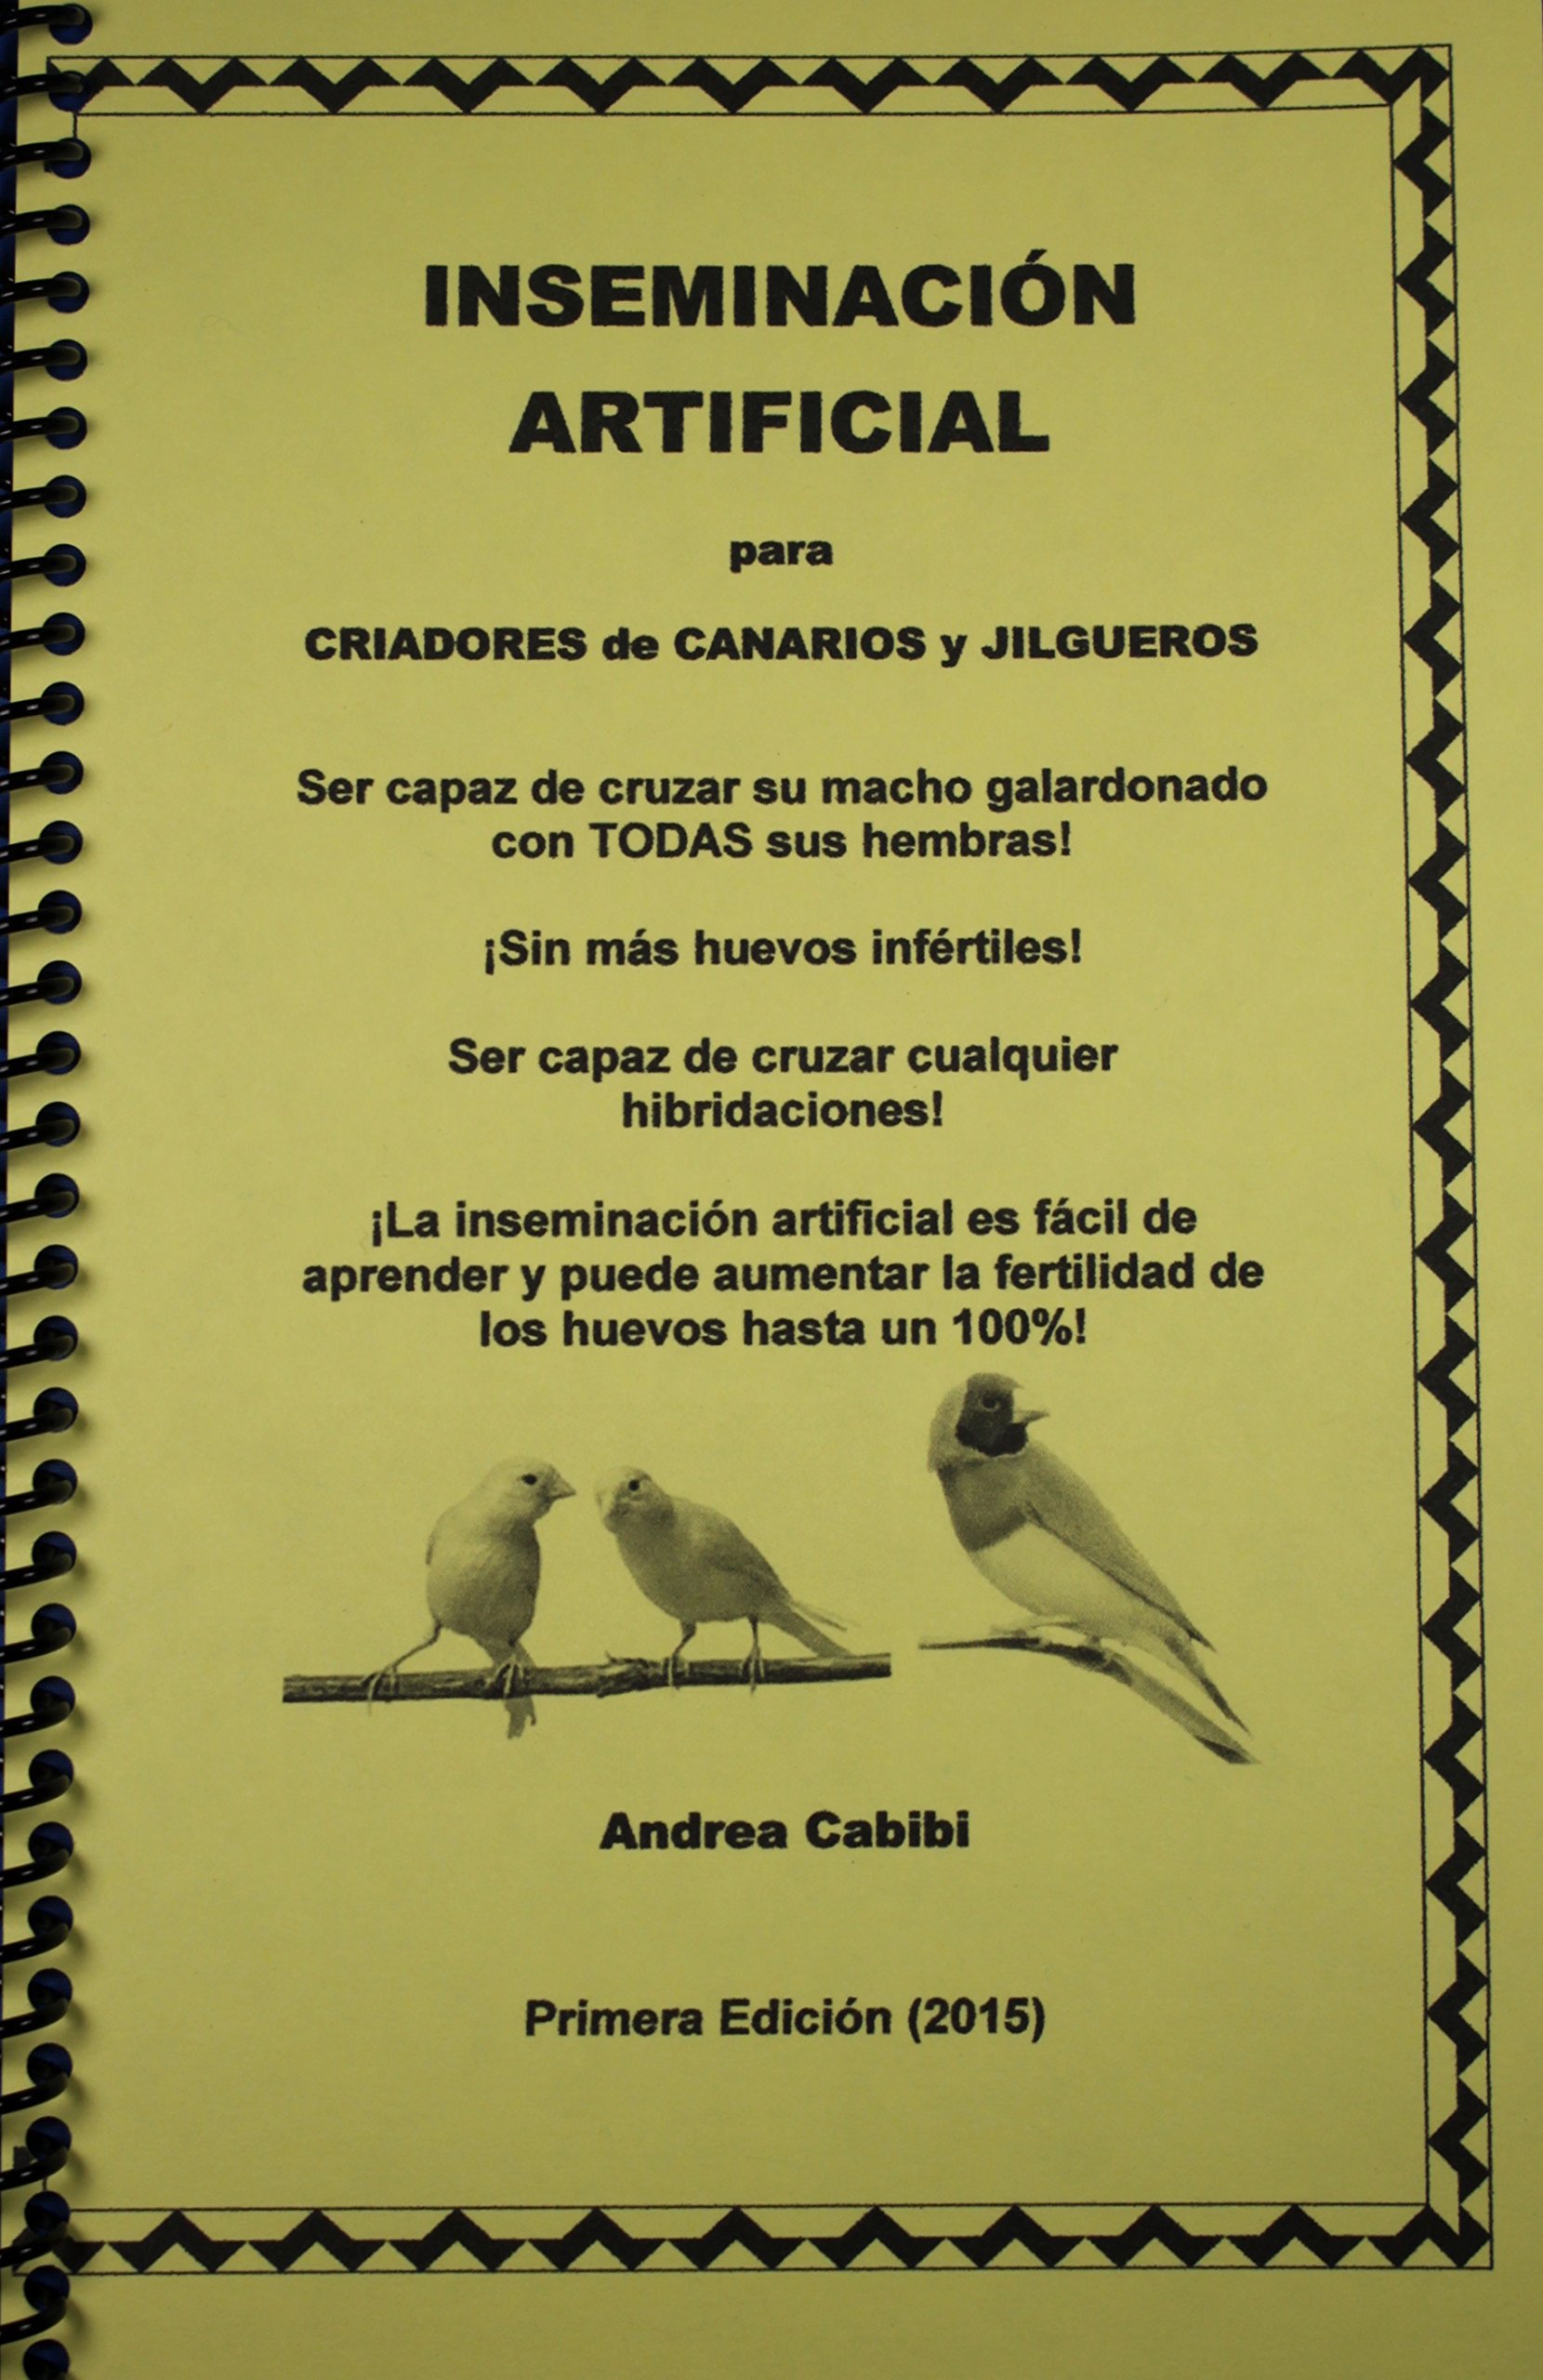 INSEMINACIÓN
ARTIFICIAL
para
CRIADORES de CANARIOS y JILGUEROS
Ser capaz de cruzar su macho galardonado
con TODAS sus hembras!
¡Sin más huevos infértiles!
Ser capaz de cruzar cualquier
hibridaciones!
¡La inseminación artificial es fácil de
aprender y puede aumentar la fertilidad de
los huevos hasta un 100%!
Andrea Cabibi
Primera Edición (2015)